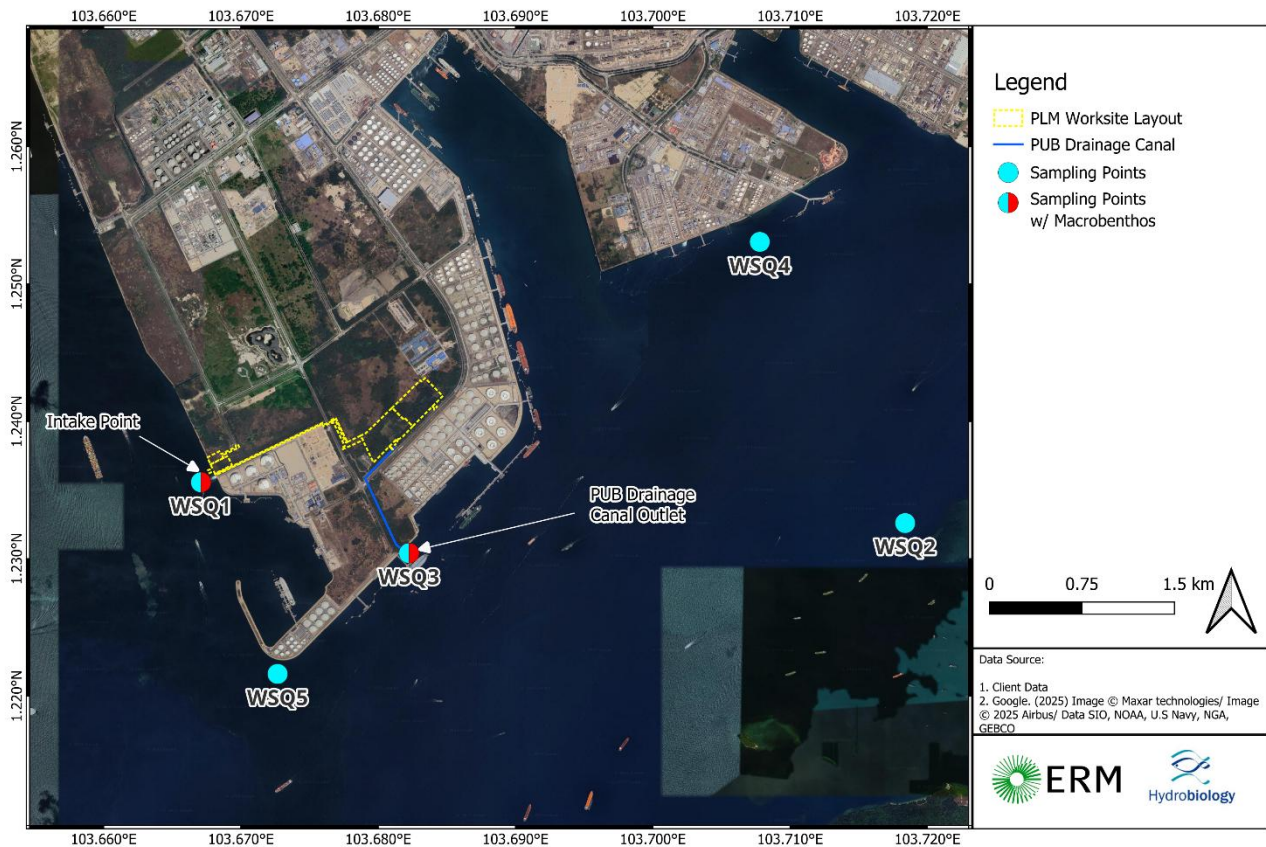 103.660°E 103.670°E 103.680°E 103.690°E 103.700°E 103.710°E 103.720°E
1.260°N
1.250°N
1.240°N
1.230°N
1.220°N
WSQ4
Intake Point
WSQ1
PUB Drainage
Canal Outlet
WSQ2
WSQ3
WSQ5
103.660°E 103.670°E 103.680°E 103.690°E 103.700°E 103.710°E 103.720°E
Legend
PLM Worksite Layout
PUB Drainage Canal
Sampling Points
Sampling Points
w/ Macrobenthos
0 0.75 1.5 km
Data Source:
1. Client Data
2. Google. (2025) Image © Maxar technologies/ Image
© 2025 Airbus/ Data SIO, NOAA, U.S Navy, NGA,
GEBCO
ERM
Hydrobiology